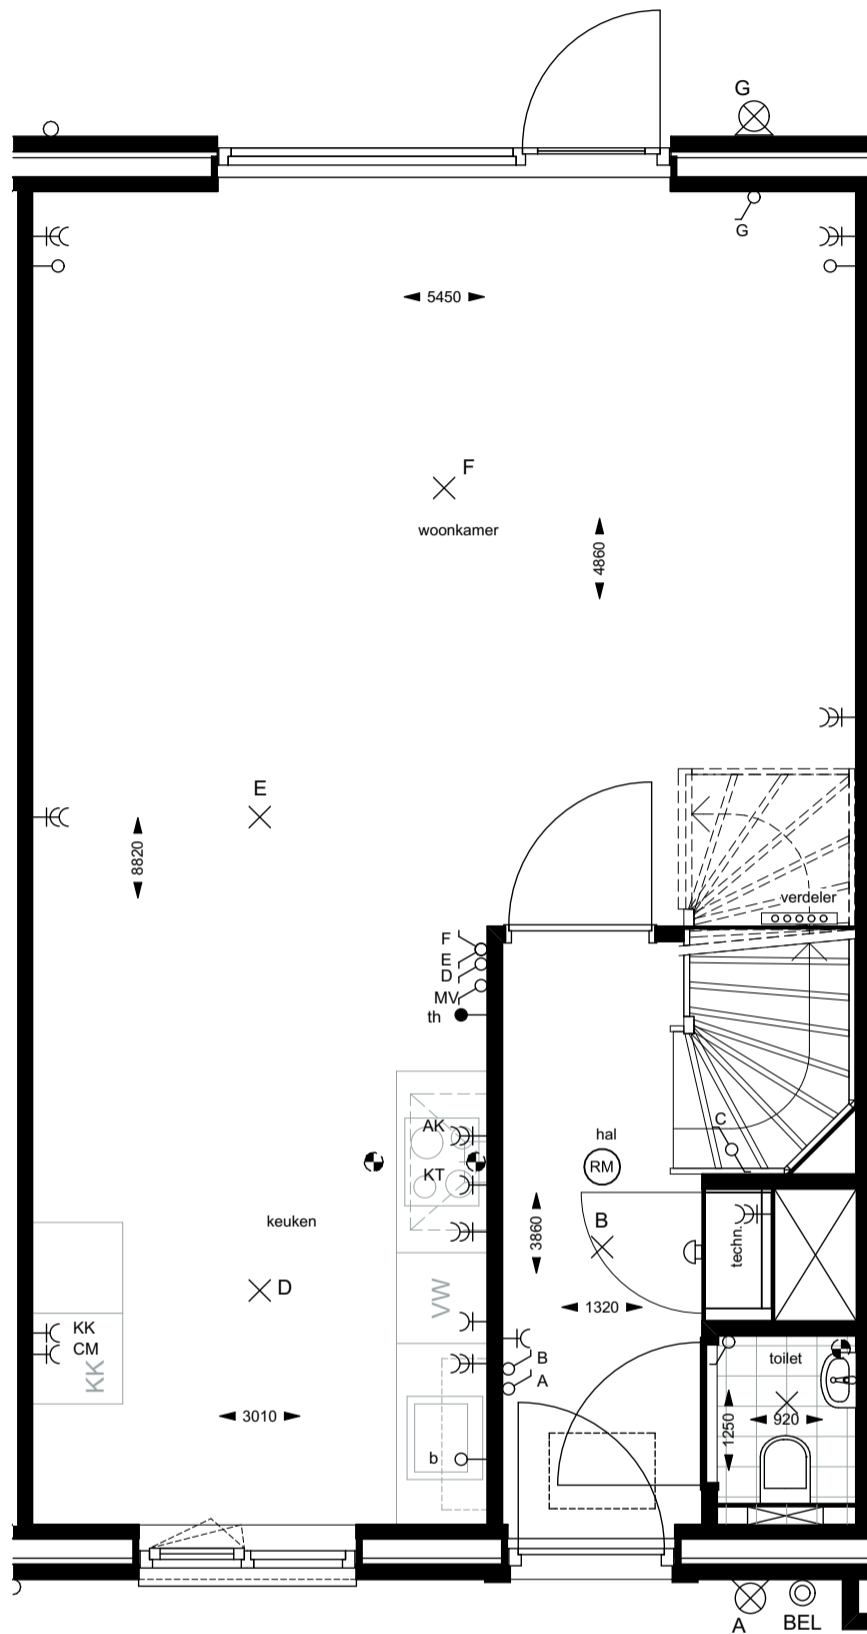 G
G
5450
F
woonkamer
4860
E
8820
verdeler
F
E
D
MV
th
AK
C
hal
RM
KT
keuken
B
3860
techn.
D
VW
1320
KK
CM
KK
B
A
toilet
3010
1250
920
b
A
BEL